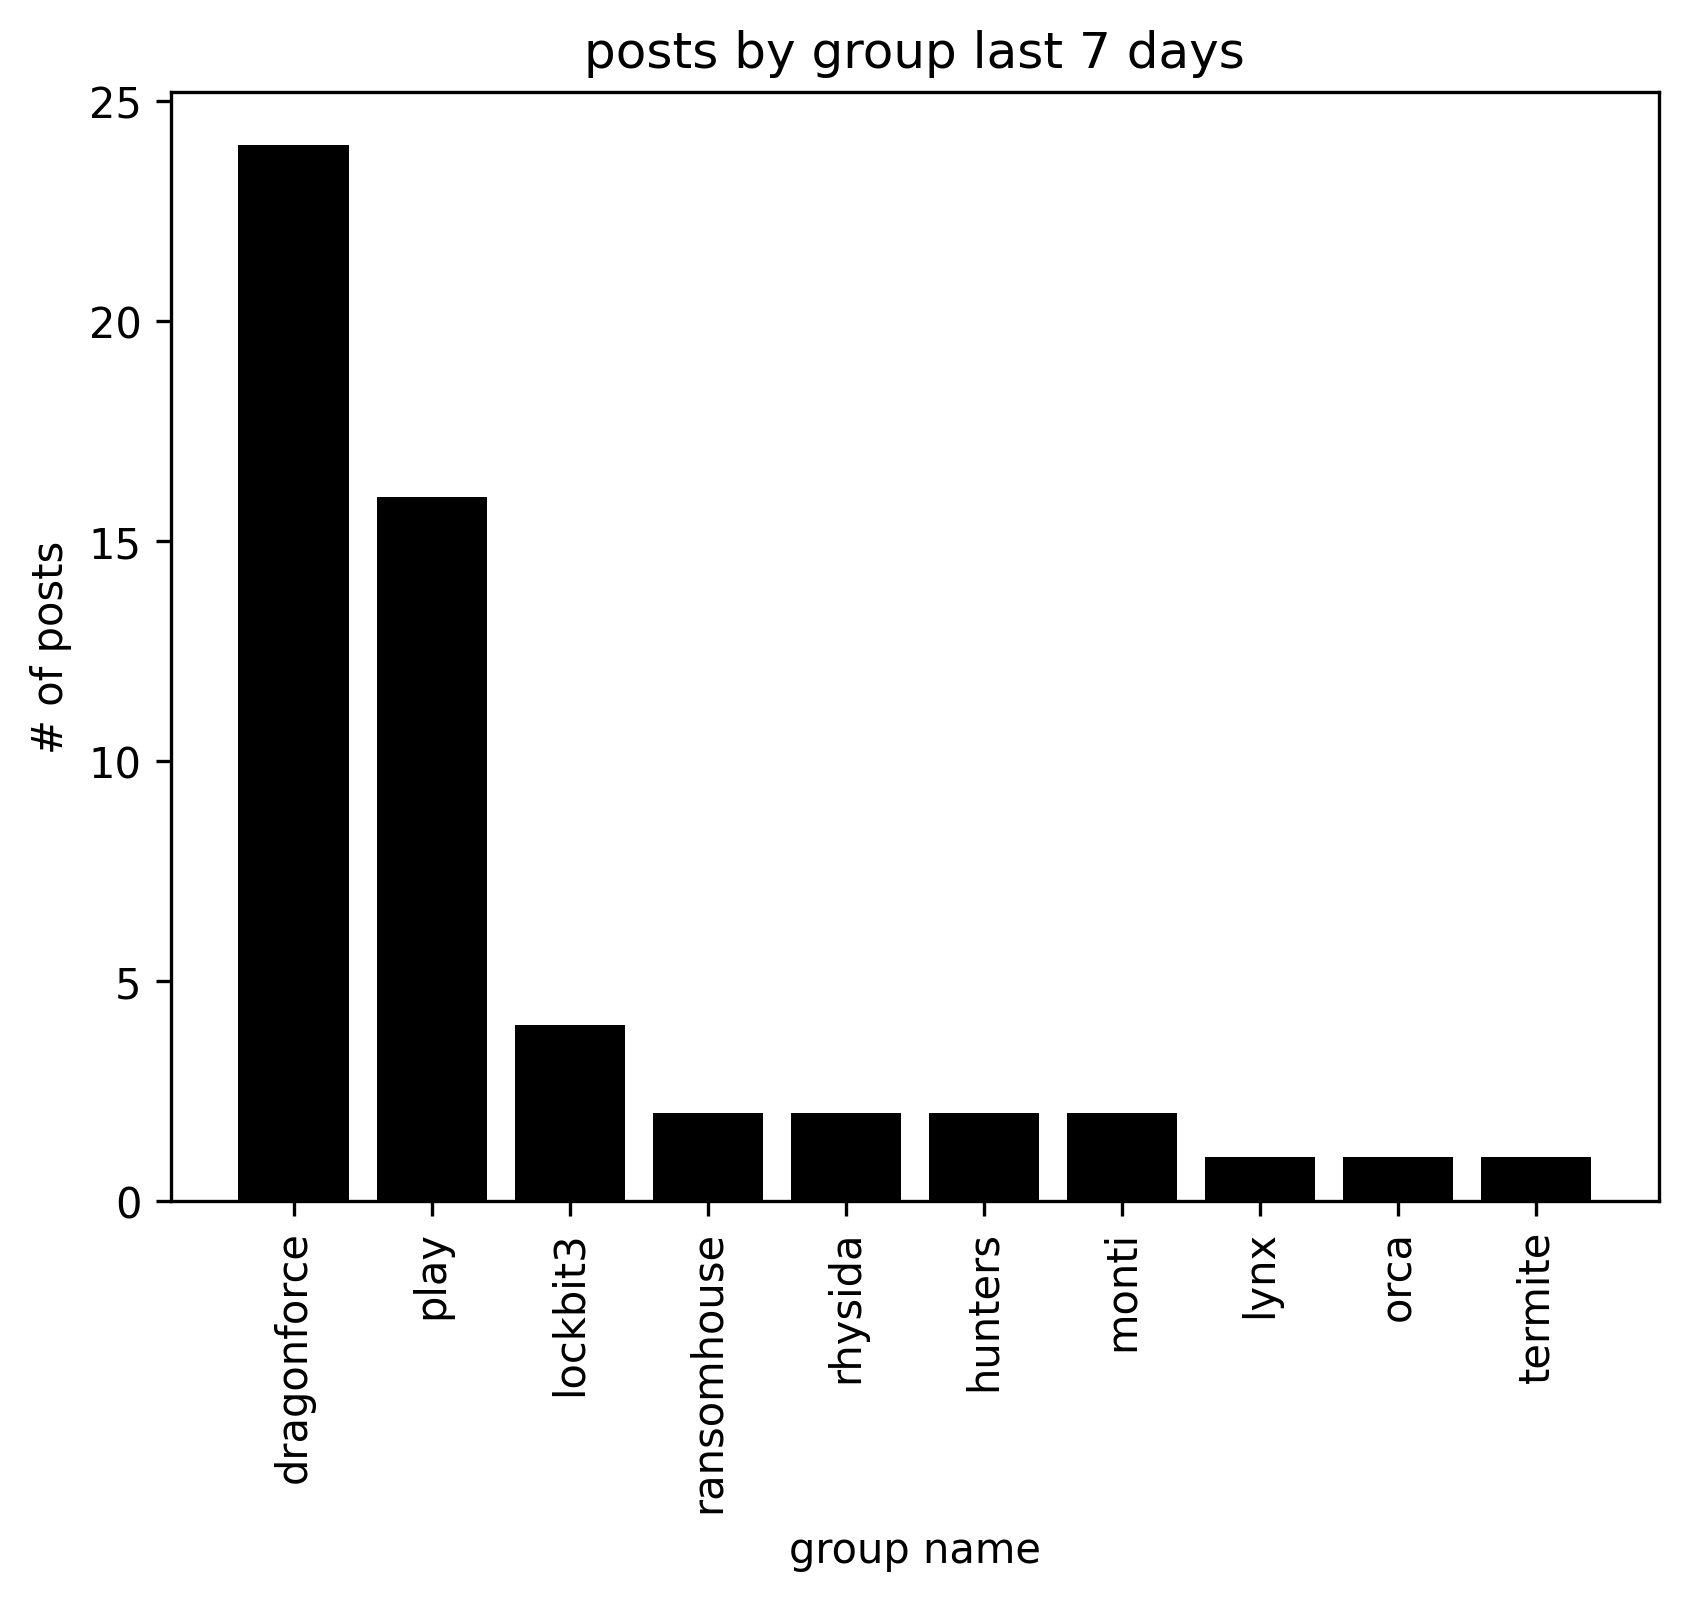 posts by group last 7 days
25
20
15
10
5
0
# of posts
dragonforce
play
lockbit3
ransomhouse
rhysida
hunters
monti
lynx
orca
termite
group name